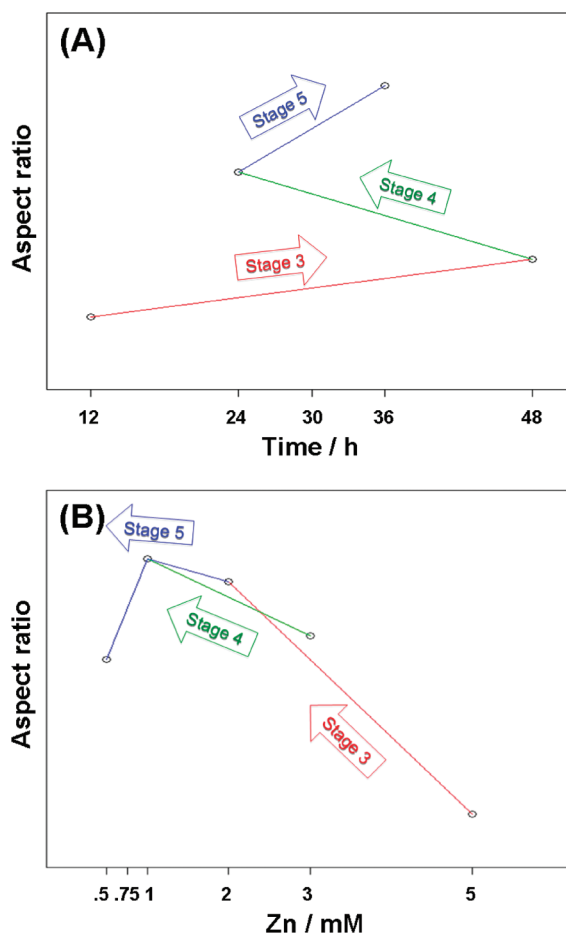 (A)
Aspect ratio
Stage 5
Stage 4
Stage 3
12 24 30 36 48
Time / h
(B)
Aspect ratio
Stage 5
Stage 4
Stage 3
.5 .75 1 2 3 5
Zn / mM